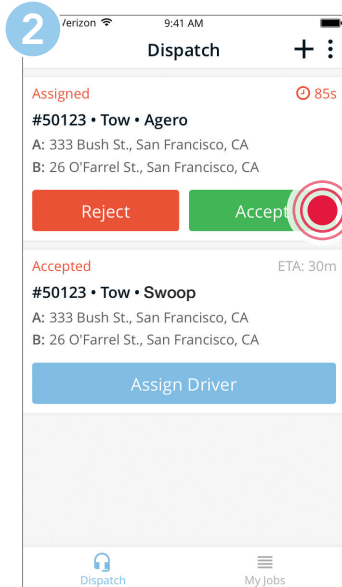 2
Verizon 9:41 AM
Dispatch
Assigned 85s
#50123 • Tow • Agero
A: 333 Bush St., San Francisco, CA
B: 26 O'Farrel St., San Francisco, CA
Reject Accept
Accepted ETA: 30m
#50123 • Tow • Swoop
A: 333 Bush St., San Francisco, CA
B: 26 O'Farrel St., San Francisco, CA
Assign Driver
Dispatch My Jobs